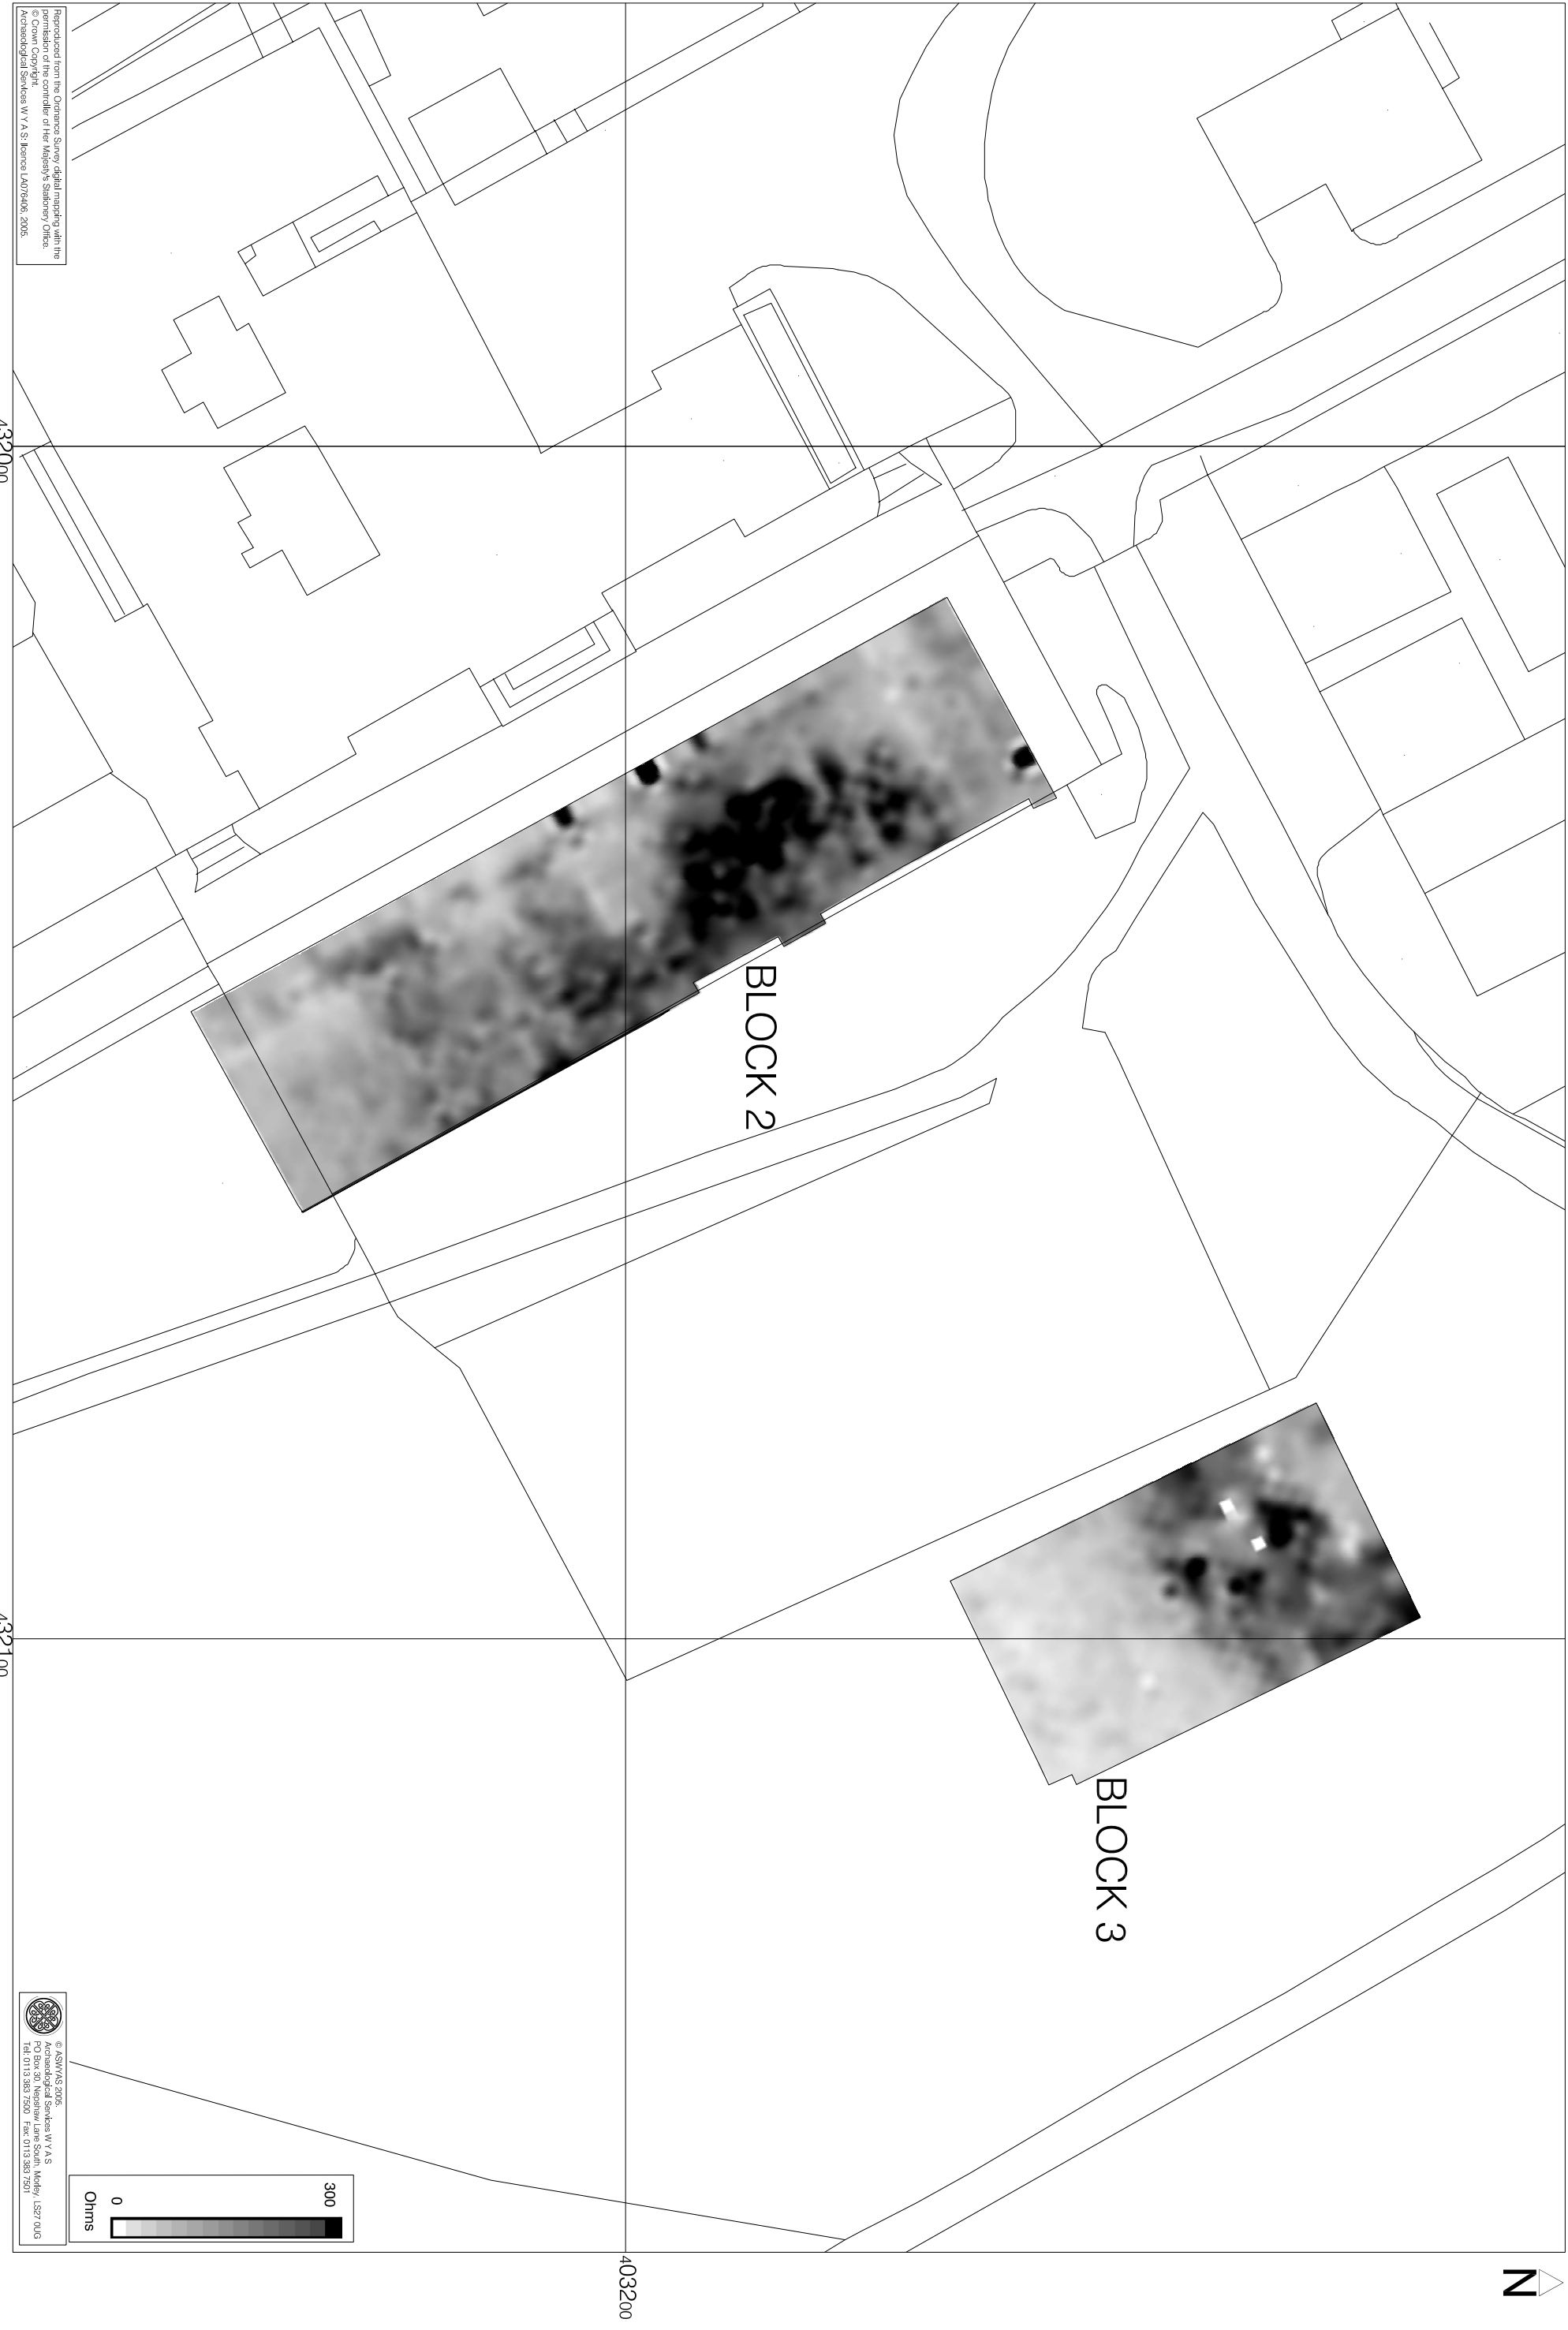 Reproduced from the Ordnance Survey digital mapping with the
permission of the controller of Her Majesty's Stationery Office.
© Crown Copyright.
Archaeological Services W Y A S: licence LA076406, 2005.
432000
432100
403200
BLOCK 2
BLOCK 3
N
© ASWYAS 2005.
Archaeological Services W Y A S
PO Box 30, Nepshaw Lane South, Morley, LS27 0UG
Tel: 0113 383 7500 Fax: 0113 383 7501
0
300
Ohms